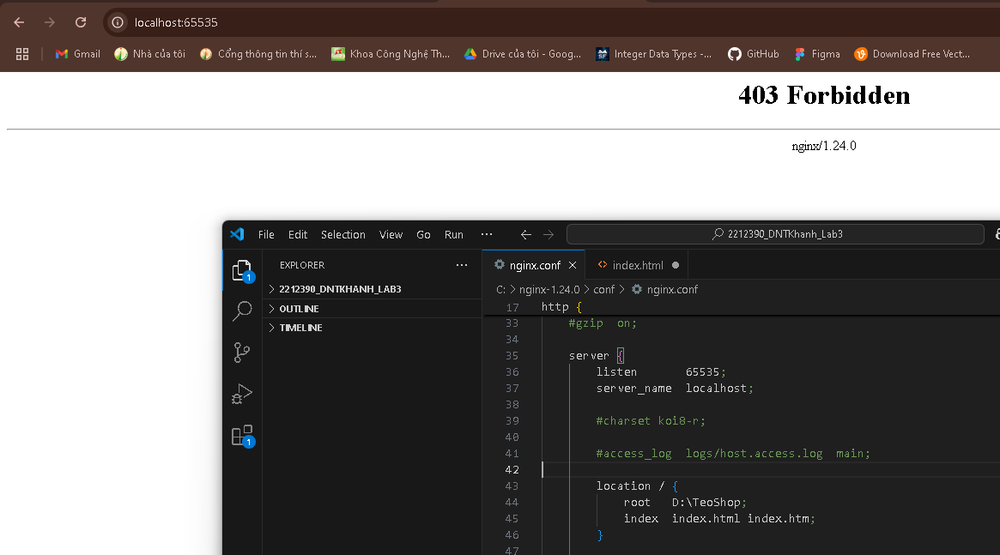 localhost:65535
Gmail Nhà của tôi Cổng thông tin thí s... Khoa Công Nghệ Th... Drive của tôi - Goog... Integer Data Types -... GitHub Figma Download Free Vect...
403 Forbidden
nginx/1.24.0
File Edit Selection View Go Run ... 2212390_DNTKhanh_Lab3
EXPLORER ... nginx.conf index.html
1
2212390_DNTKHANH_LAB3 C: > nginx-1.24.0 > conf > nginx.conf
OUTLINE
TIMELINE
17 http {
33 #gzip on;
34
35 server {
36 listen 65535;
37 server_name localhost;
38
39 #charset koi8-r;
40
41 #access_log logs/host.access.log main;
42
43 location / {
44 root D:\TeoShop;
45 index index.html index.htm;
46 }
47
1